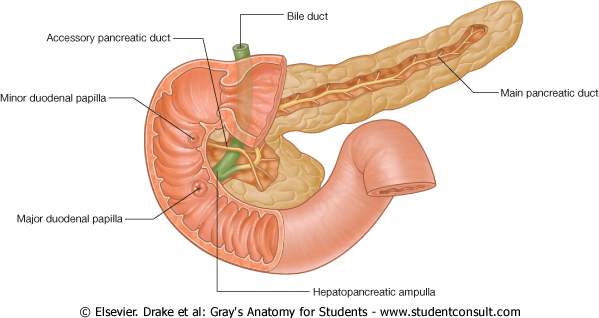 Bile duct
Accessory pancreatic duct
Main pancreatic duct
Minor duodenal papilla
Major duodenal papilla
Hepatopancreatic ampulla
© Elsevier. Drake et al: Gray's Anatomy for Students - www.studentconsult.com